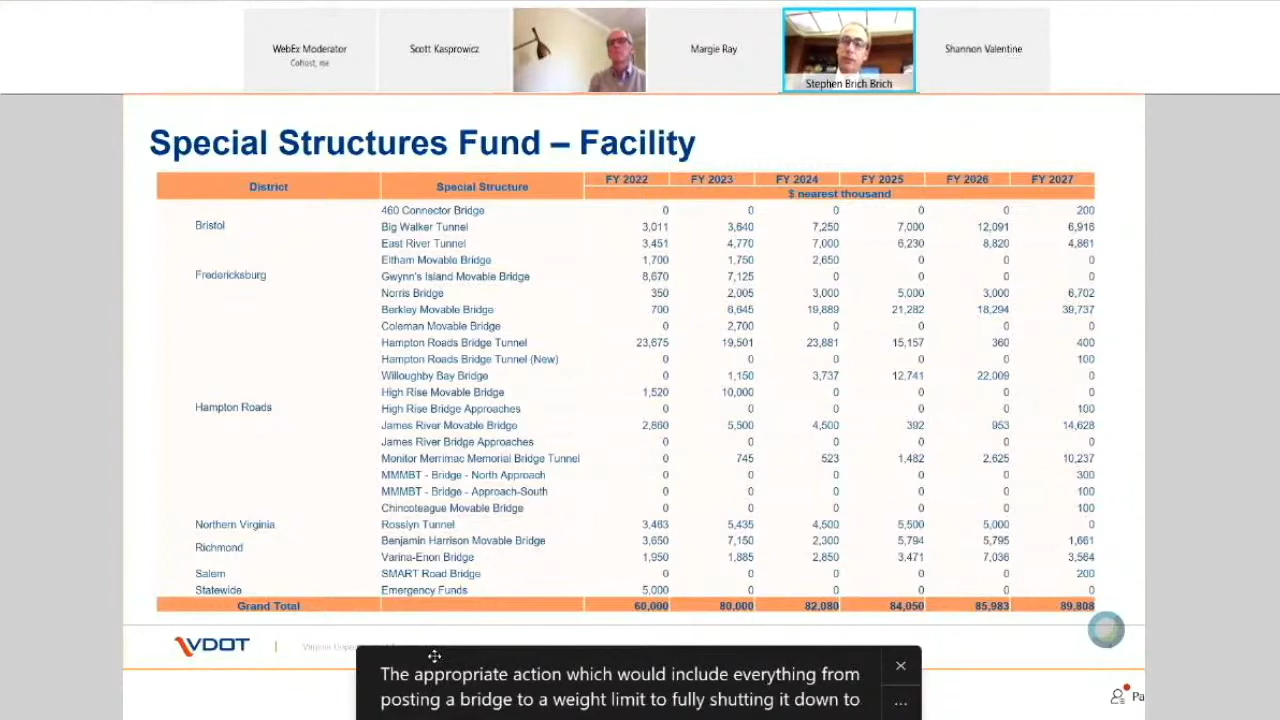 WebEx Moderator
Cohost, me
Scott Kasprowicz
Margie Ray
Stephen Brich Brich
Shannon Valentine
Special Structures Fund – Facility
District Special Structure FY 2022 FY 2023 FY 2024 FY 2025 FY 2026 FY 2027
$ nearest thousand
460 Connector Bridge 0 0 0 0 0 200
Bristol Big Walker Tunnel 3,011 3,640 7,250 7,000 12,091 6,916
East River Tunnel 3,451 4,770 7,000 6,230 8,820 4,861
Eltham Movable Bridge 1,700 1,750 2,650 0 0 0
Fredericksburg Gwynn's Island Movable Bridge 8,670 7,125 0 0 0 0
Norris Bridge 350 2,005 3,000 5,000 3,000 6,702
Berkley Movable Bridge 700 6,645 19,889 21,282 18,294 39,737
Coleman Movable Bridge 0 2,700 0 0 0 0
Hampton Roads Bridge Tunnel 23,675 19,501 23,881 15,157 360 400
Hampton Roads Bridge Tunnel (New) 0 0 0 0 0 100
Willoughby Bay Bridge 0 1,150 3,737 12,741 22,009 0
High Rise Movable Bridge 1,520 10,000 0 0 0 0
Hampton Roads High Rise Bridge Approaches 0 0 0 0 0 100
James River Movable Bridge 2,860 5,500 4,500 392 953 14,628
James River Bridge Approaches 0 0 0 0 0 0
Monitor Merrimac Memorial Bridge Tunnel 0 745 523 1,482 2,625 10,237
MMMBT - Bridge - North Approach 0 0 0 0 0 300
MMMBT - Bridge - Approach-South 0 0 0 0 0 100
Chincoteague Movable Bridge 0 0 0 0 0 100
Northern Virginia Rosslyn Tunnel 3,463 5,435 4,500 5,500 5,000 0
Richmond Benjamin Harrison Movable Bridge 3,650 7,150 2,300 5,794 5,795 1,661
Varina-Enon Bridge 1,950 1,885 2,850 3,471 7,036 3,564
Salem SMART Road Bridge 0 0 0 0 0 200
Statewide Emergency Funds 5,000 0 0 0 0 0
Grand Total 60,000 80,000 82,080 84,050 85,983 89,808
VDOT
The appropriate action which would include everything from
posting a bridge to a weight limit to fully shutting it down to
Pa